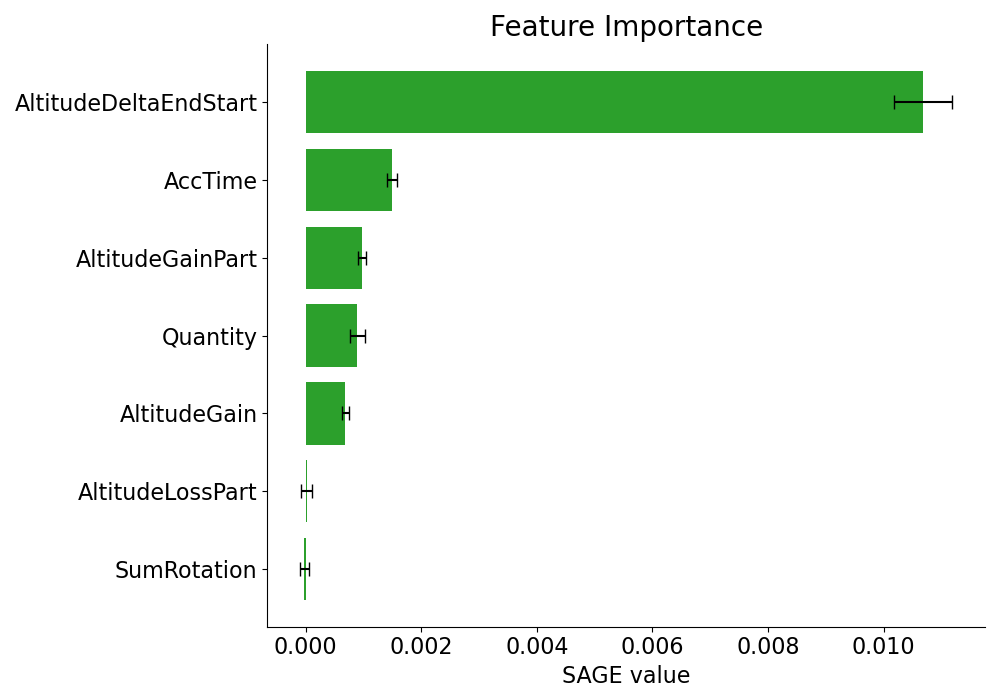 Feature Importance
AltitudeDeltaEndStart
AccTime
AltitudeGainPart
Quantity
AltitudeGain
AltitudeLossPart
SumRotation
0.000 0.002 0.004 0.006 0.008 0.010
SAGE value